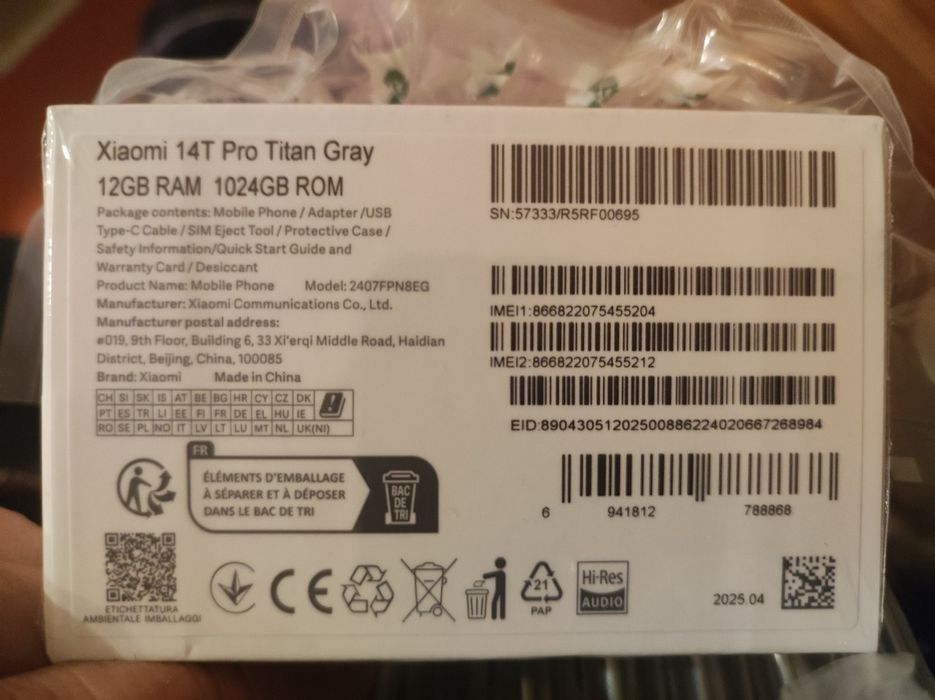 Xiaomi 14T Pro Titan Gray
12GB RAM 1024GB ROM
Package contents: Mobile Phone / Adapter /USB
Type-C Cable / SIM Eject Tool / Protective Case /
Safety Information/Quick Start Guide and
Warranty Card / Desiccant
Product Name: Mobile Phone Model: 2407FPN8EG
Manufacturer: Xiaomi Communications Co., Ltd.
Manufacturer postal address:
#019, 9th Floor, Building 6, 33 Xi'erqi Middle Road, Haidian
District, Beijing, China, 100085
Brand: Xiaomi Made in China
CH SI SK IS AT BE BG HR CY CZ DK
PT ES TR LI EE FI FR DE EL HU IE
RO SE PL NO IT LV LT LU MT NL UK(NI)
FR
ÉLÉMENTS D'EMBALLAGE
À SÉPARER ET À DÉPOSER
DANS LE BAC DE TRI
BAC
DE
TRI
ETICHETTATURA
AMBIENTALE IMBALLAGGI
CE
21
PAP
Hi-Res
AUDIO
SN:57333/R5RF00695
IMEI1:866822075455204
IMEI2:866822075455212
EID:89043051202500886224020667268984
6 941812 788868
2025.04